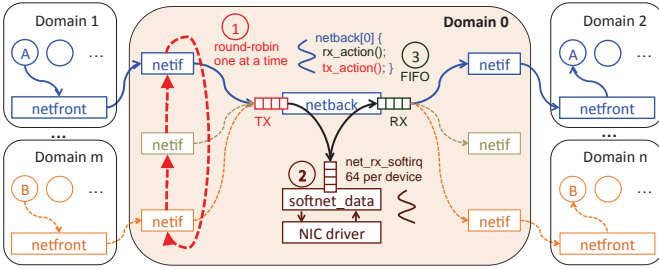 Domain 1
A
...
netfront
...
Domain m
B
...
netfront
Domain 0
netif
netif
netif
1
round-robin
one at a time
netback[0] {
rx_action();
tx_action(); }
3
FIFO
TX
netback
RX
2
net_rx_softirq
64 per device
softnet_data
NIC driver
netif
netif
netif
Domain 2
A
...
netfront
...
Domain n
B
...
netfront